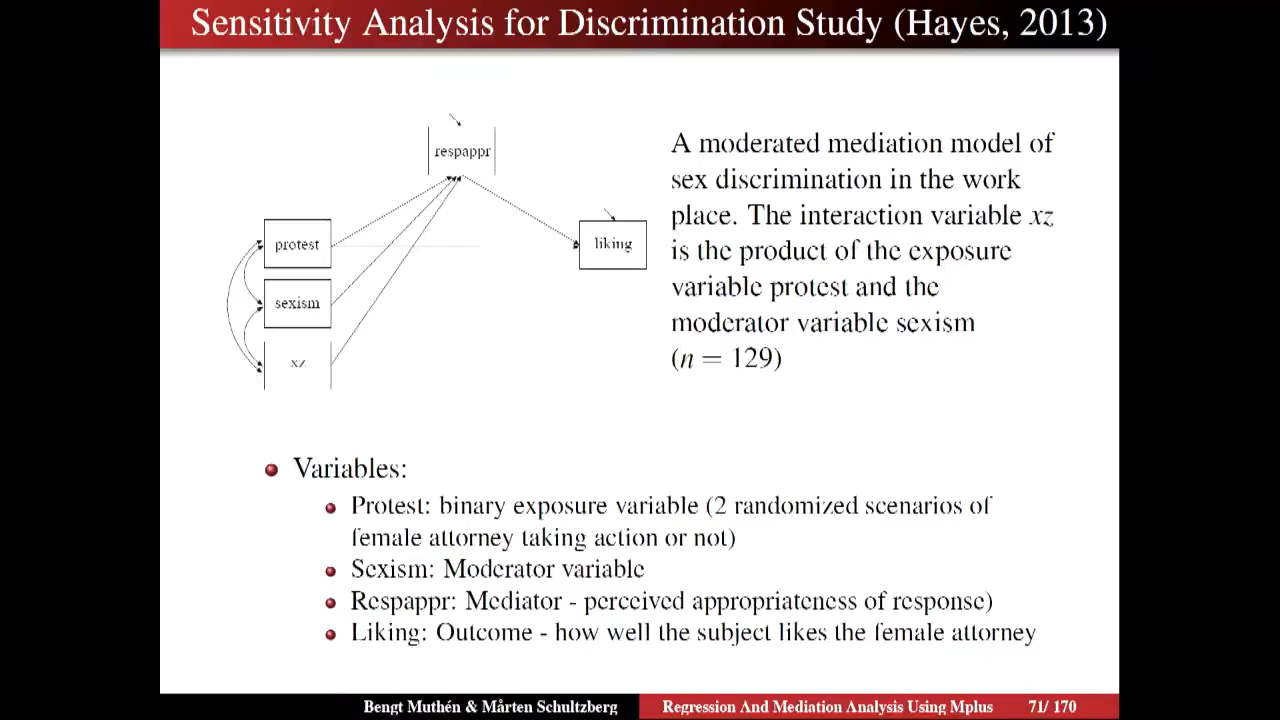 Sensitivity Analysis for Discrimination Study (Hayes, 2013)
respappr
protest
liking
sexism
xz
A moderated mediation model of
sex discrimination in the work
place. The interaction variable xz
is the product of the exposure
variable protest and the
moderator variable sexism
(n = 129)
Variables:
Protest: binary exposure variable (2 randomized scenarios of
female attorney taking action or not)
Sexism: Moderator variable
Respappr: Mediator - perceived appropriateness of response)
Liking: Outcome - how well the subject likes the female attorney
Bengt Muthén & Mårten Schultzberg
Regression And Mediation Analysis Using Mplus
71/ 170